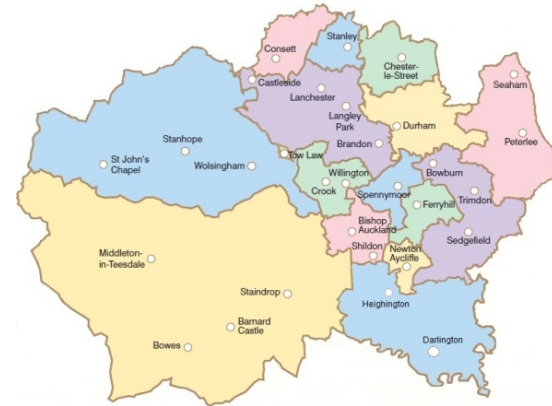 Consett
Stanley
Chester-
le-Street
Seaham
Castleside
Lanchester
Langley
Park
Durham
Peterlee
Brandon
Stanhope
Tow Law
St John's
Chapel
Wolsingham
Willington
Bowburn
Crook
Spennymoor
Trimdon
Ferryhill
Bishop
Auckland
Sedgefield
Shildon
Newton
Aycliffe
Middleton-
in-Teesdale
Staindrop
Heighington
Barnard
Castle
Bowes
Darlington